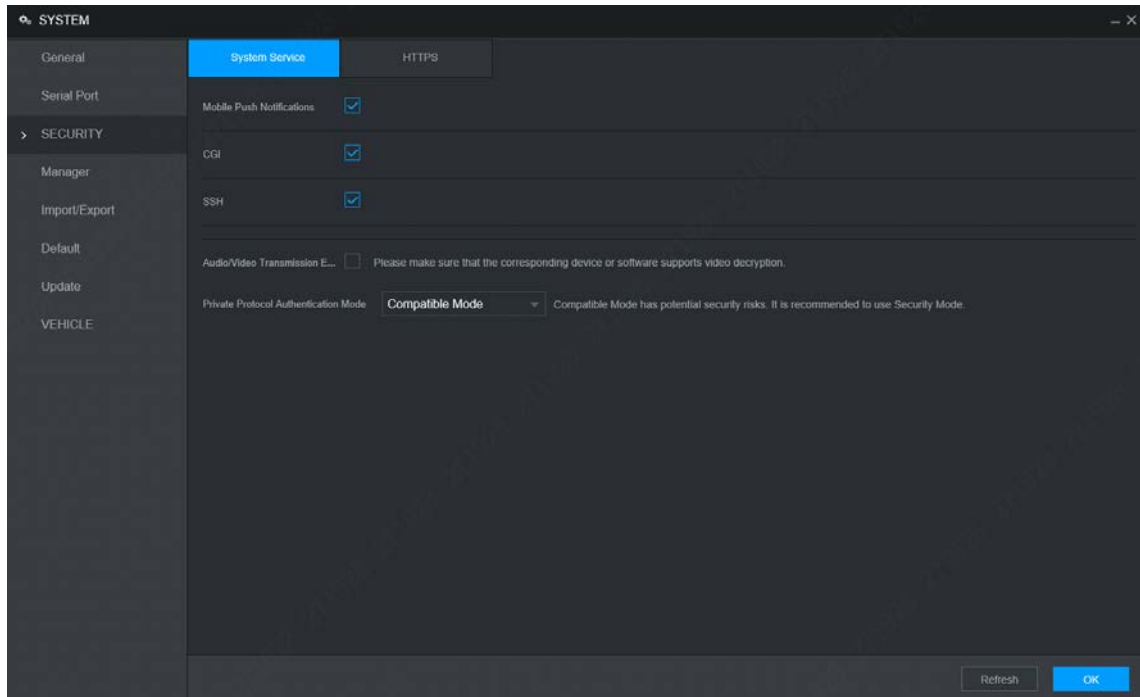 SYSTEM
General
Serial Port
SECURITY
Manager
Import/Export
Default
Update
VEHICLE
System Service
HTTPS
Mobile Push Notifications
CGI
SSH
Audio/Video Transmission E... Please make sure that the corresponding device or software supports video decryption.
Private Protocol Authentication Mode Compatible Mode Compatible Mode has potential security risks. It is recommended to use Security Mode.
Refresh OK